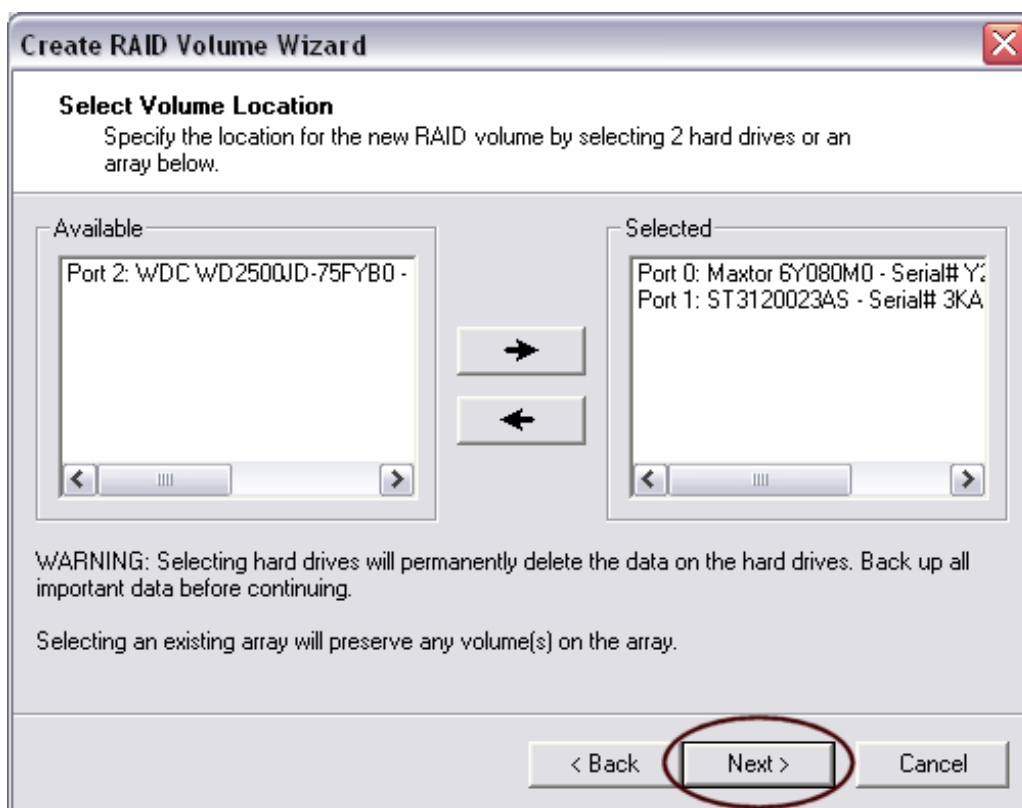 Create RAID Volume Wizard
Select Volume Location
Specify the location for the new RAID volume by selecting 2 hard drives or an
array below.
Available
Port 2: WDC WD2500JD-75FYB0 -
Selected
Port 0: Maxtor 6Y080M0 - Serial# Y2
Port 1: ST3120023AS - Serial# 3KA
WARNING: Selecting hard drives will permanently delete the data on the hard drives. Back up all
important data before continuing.
Selecting an existing array will preserve any volume(s) on the array.
< Back
Next >
Cancel